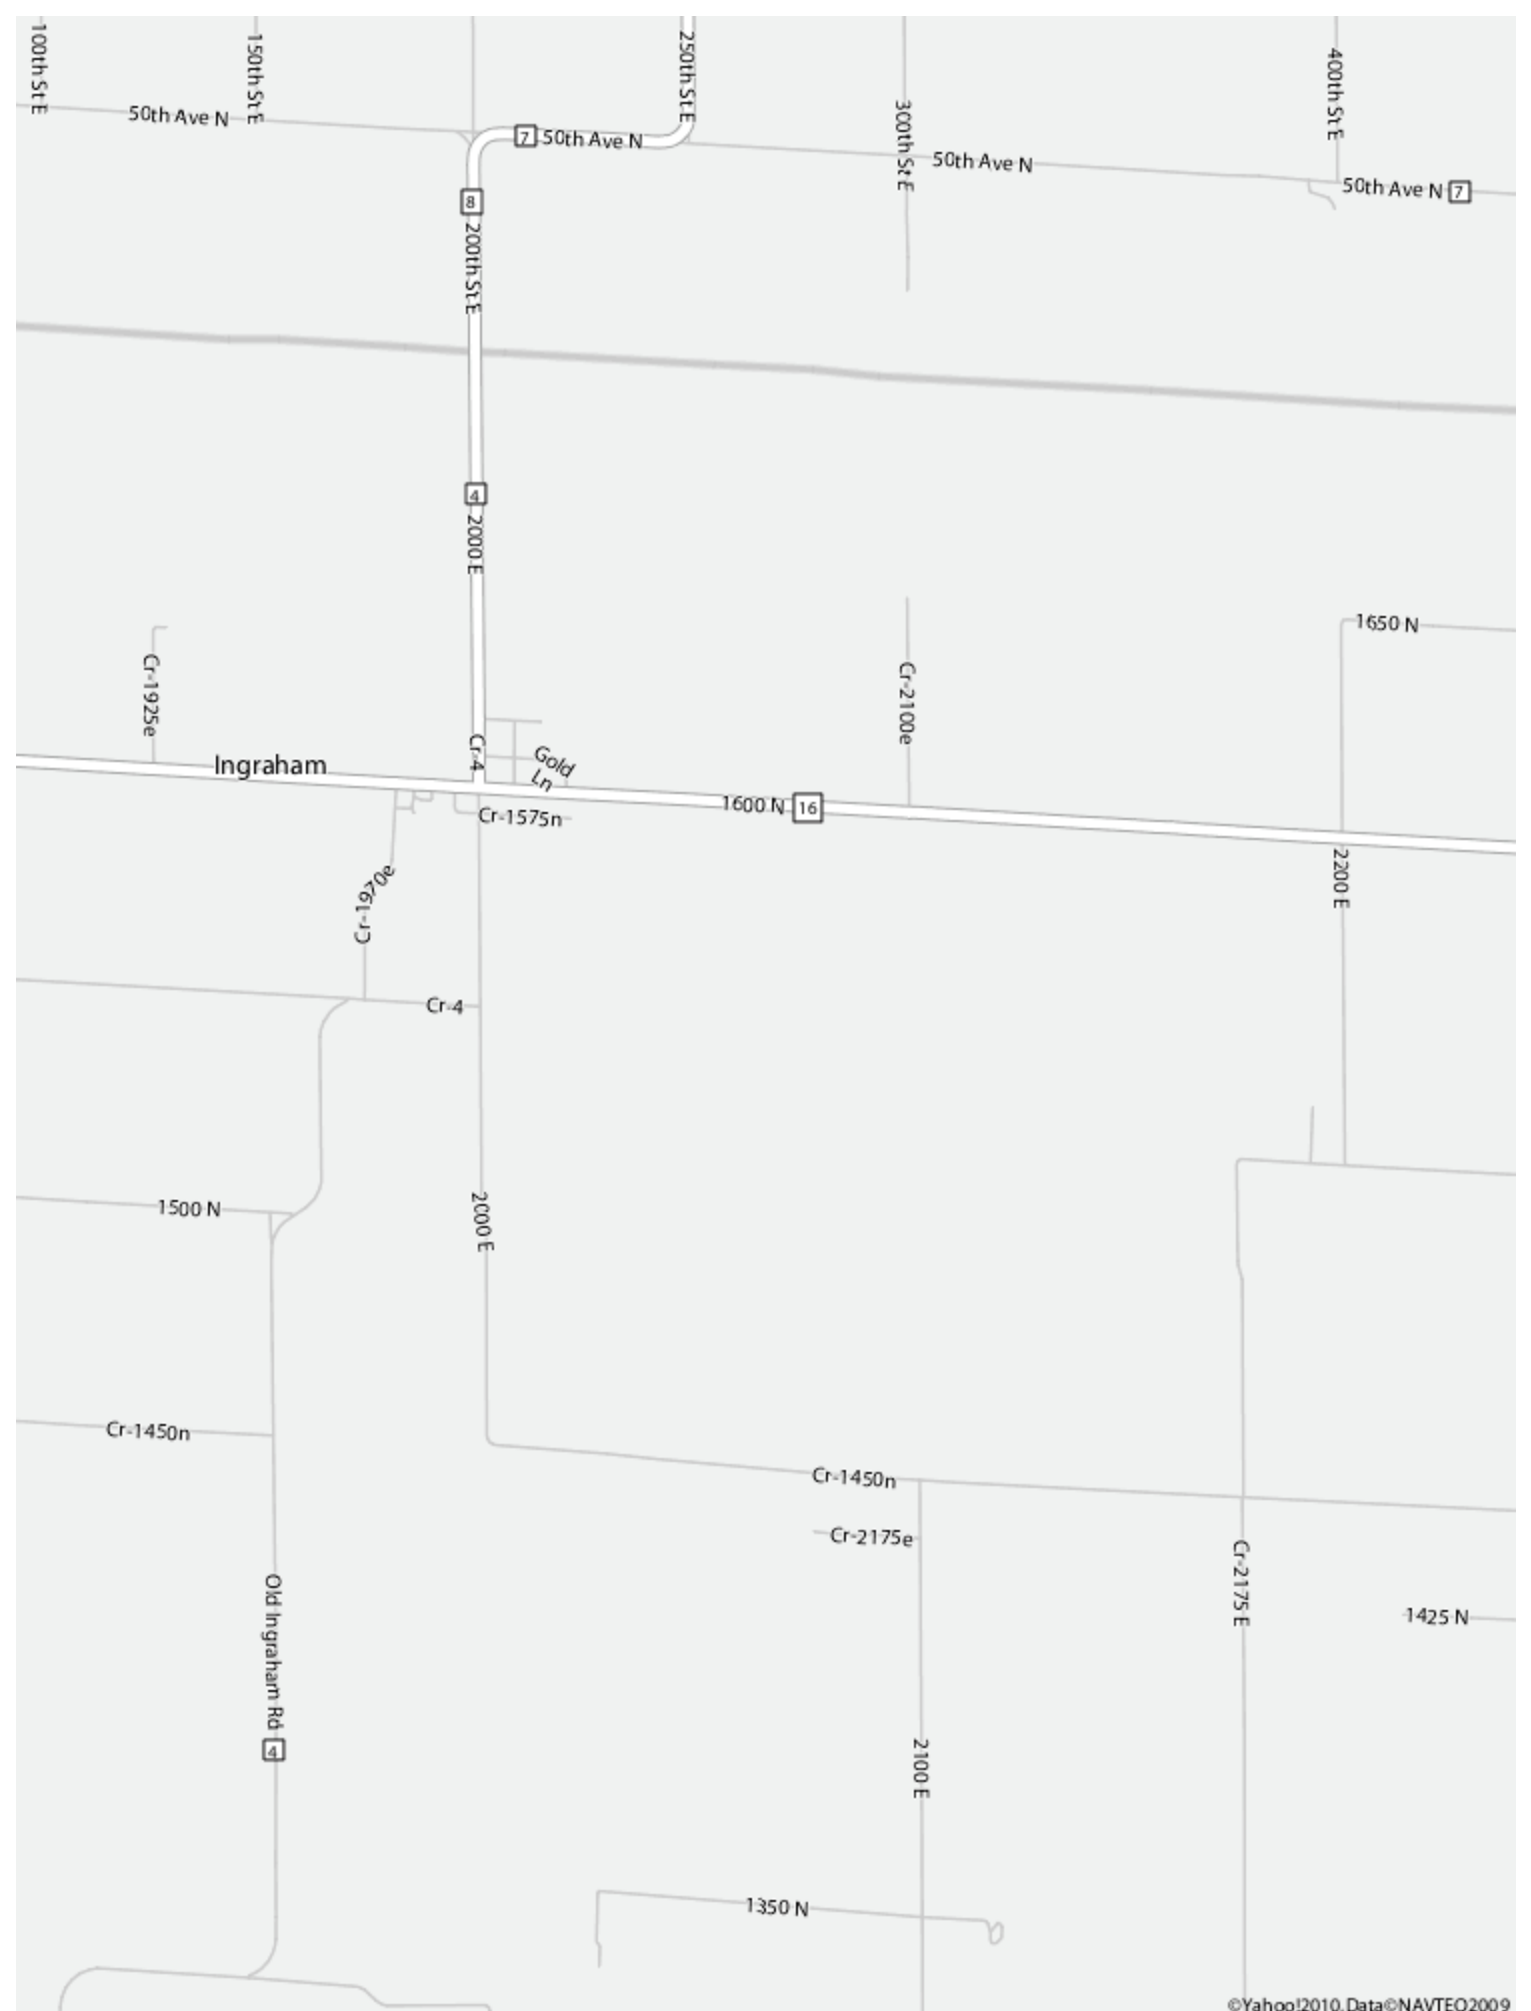 100th St E
150th St E
250th St E
300th St E
400th St E
50th Ave N
7
50th Ave N
50th Ave N
50th Ave N
7
8
200th St E
4
2000 E
1650 N
Cr-1925e
Cr-2100e
Cr-4
Gold
Ln
Ingraham
1600 N
16
Cr-1575n
2200 E
Cr-1970e
Cr-4
1500 N
2000 E
Cr-1450n
Cr-1450n
Cr-2175e
Cr-2175 E
1425 N
Old Ingraham Rd
4
2100 E
1350 N
©Yahoo!2010, Data©NAVTEQ2009